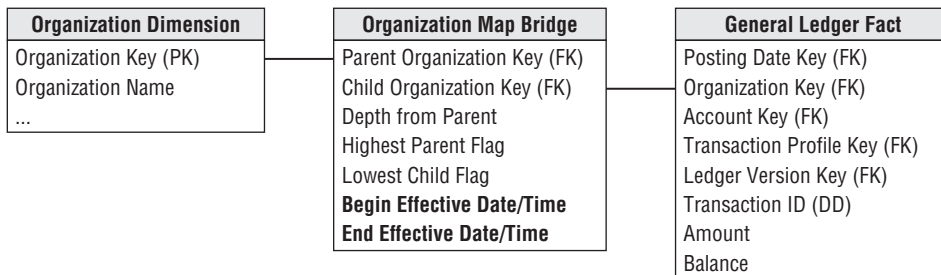 Organization Dimension
Organization Key (PK)
Organization Name
...
Organization Map Bridge
Parent Organization Key (FK)
Child Organization Key (FK)
Depth from Parent
Highest Parent Flag
Lowest Child Flag
Begin Effective Date/Time
End Effective Date/Time
General Ledger Fact
Posting Date Key (FK)
Organization Key (FK)
Account Key (FK)
Transaction Profile Key (FK)
Ledger Version Key (FK)
Transaction ID (DD)
Amount
Balance